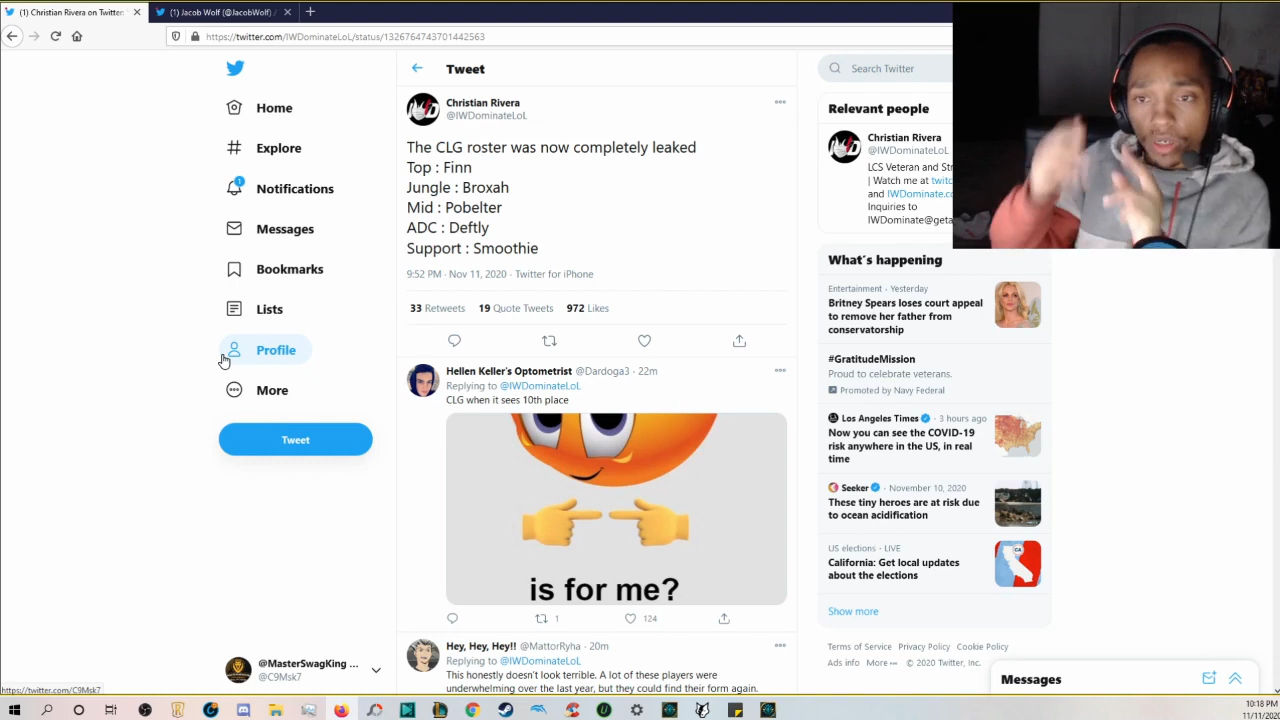 (1) Christian Rivera on Twitter
(1) Jacob Wolf (@JacobWolf) /
https://twitter.com/IWDominateLoL/status/1326764743701442563
Home
Explore
1
Notifications
Messages
Bookmarks
Lists
Profile
More
Tweet
@MasterSwagKing ...
@C9Msk7
https://twitter.com/C9Msk7
Tweet
Christian Rivera
@IWDominateLoL
The CLG roster was now completely leaked
Top : Finn
Jungle : Broxah
Mid : Pobelter
ADC : Deftly
Support : Smoothie
9:52 PM · Nov 11, 2020 · Twitter for iPhone
33 Retweets 19 Quote Tweets 972 Likes
Hellen Keller's Optometrist @Dardoga3 · 22m
Replying to @IWDominateLoL
CLG when it sees 10th place
is for me?
1 124
Hey, Hey, Hey!! @MattorRyha · 20m
Replying to @IWDominateLoL
This honestly doesn't look terrible. A lot of these players were
underwhelming over the last year, but they could find their form again.
Search Twitter
Relevant people
Christian Rivera
@IWDominateLoL
LCS Veteran and Str
| Watch me at twitc
and IWDominate.co
Inquiries to
IWDominate@geta
What's happening
Entertainment · Yesterday
Britney Spears loses court appeal
to remove her father from
conservatorship
#GratitudeMission
Proud to celebrate veterans.
Promoted by Navy Federal
Los Angeles Times · 3 hours ago
Now you can see the COVID-19
risk anywhere in the US, in real
time
Seeker · November 10, 2020
These tiny heroes are at risk due
to ocean acidification
US elections · LIVE
California: Get local updates
about the elections
Show more
Terms of Service Privacy Policy Cookie Policy
Ads info More ··· © 2020 Twitter, Inc.
Messages
10:18 PM
11/11/2020